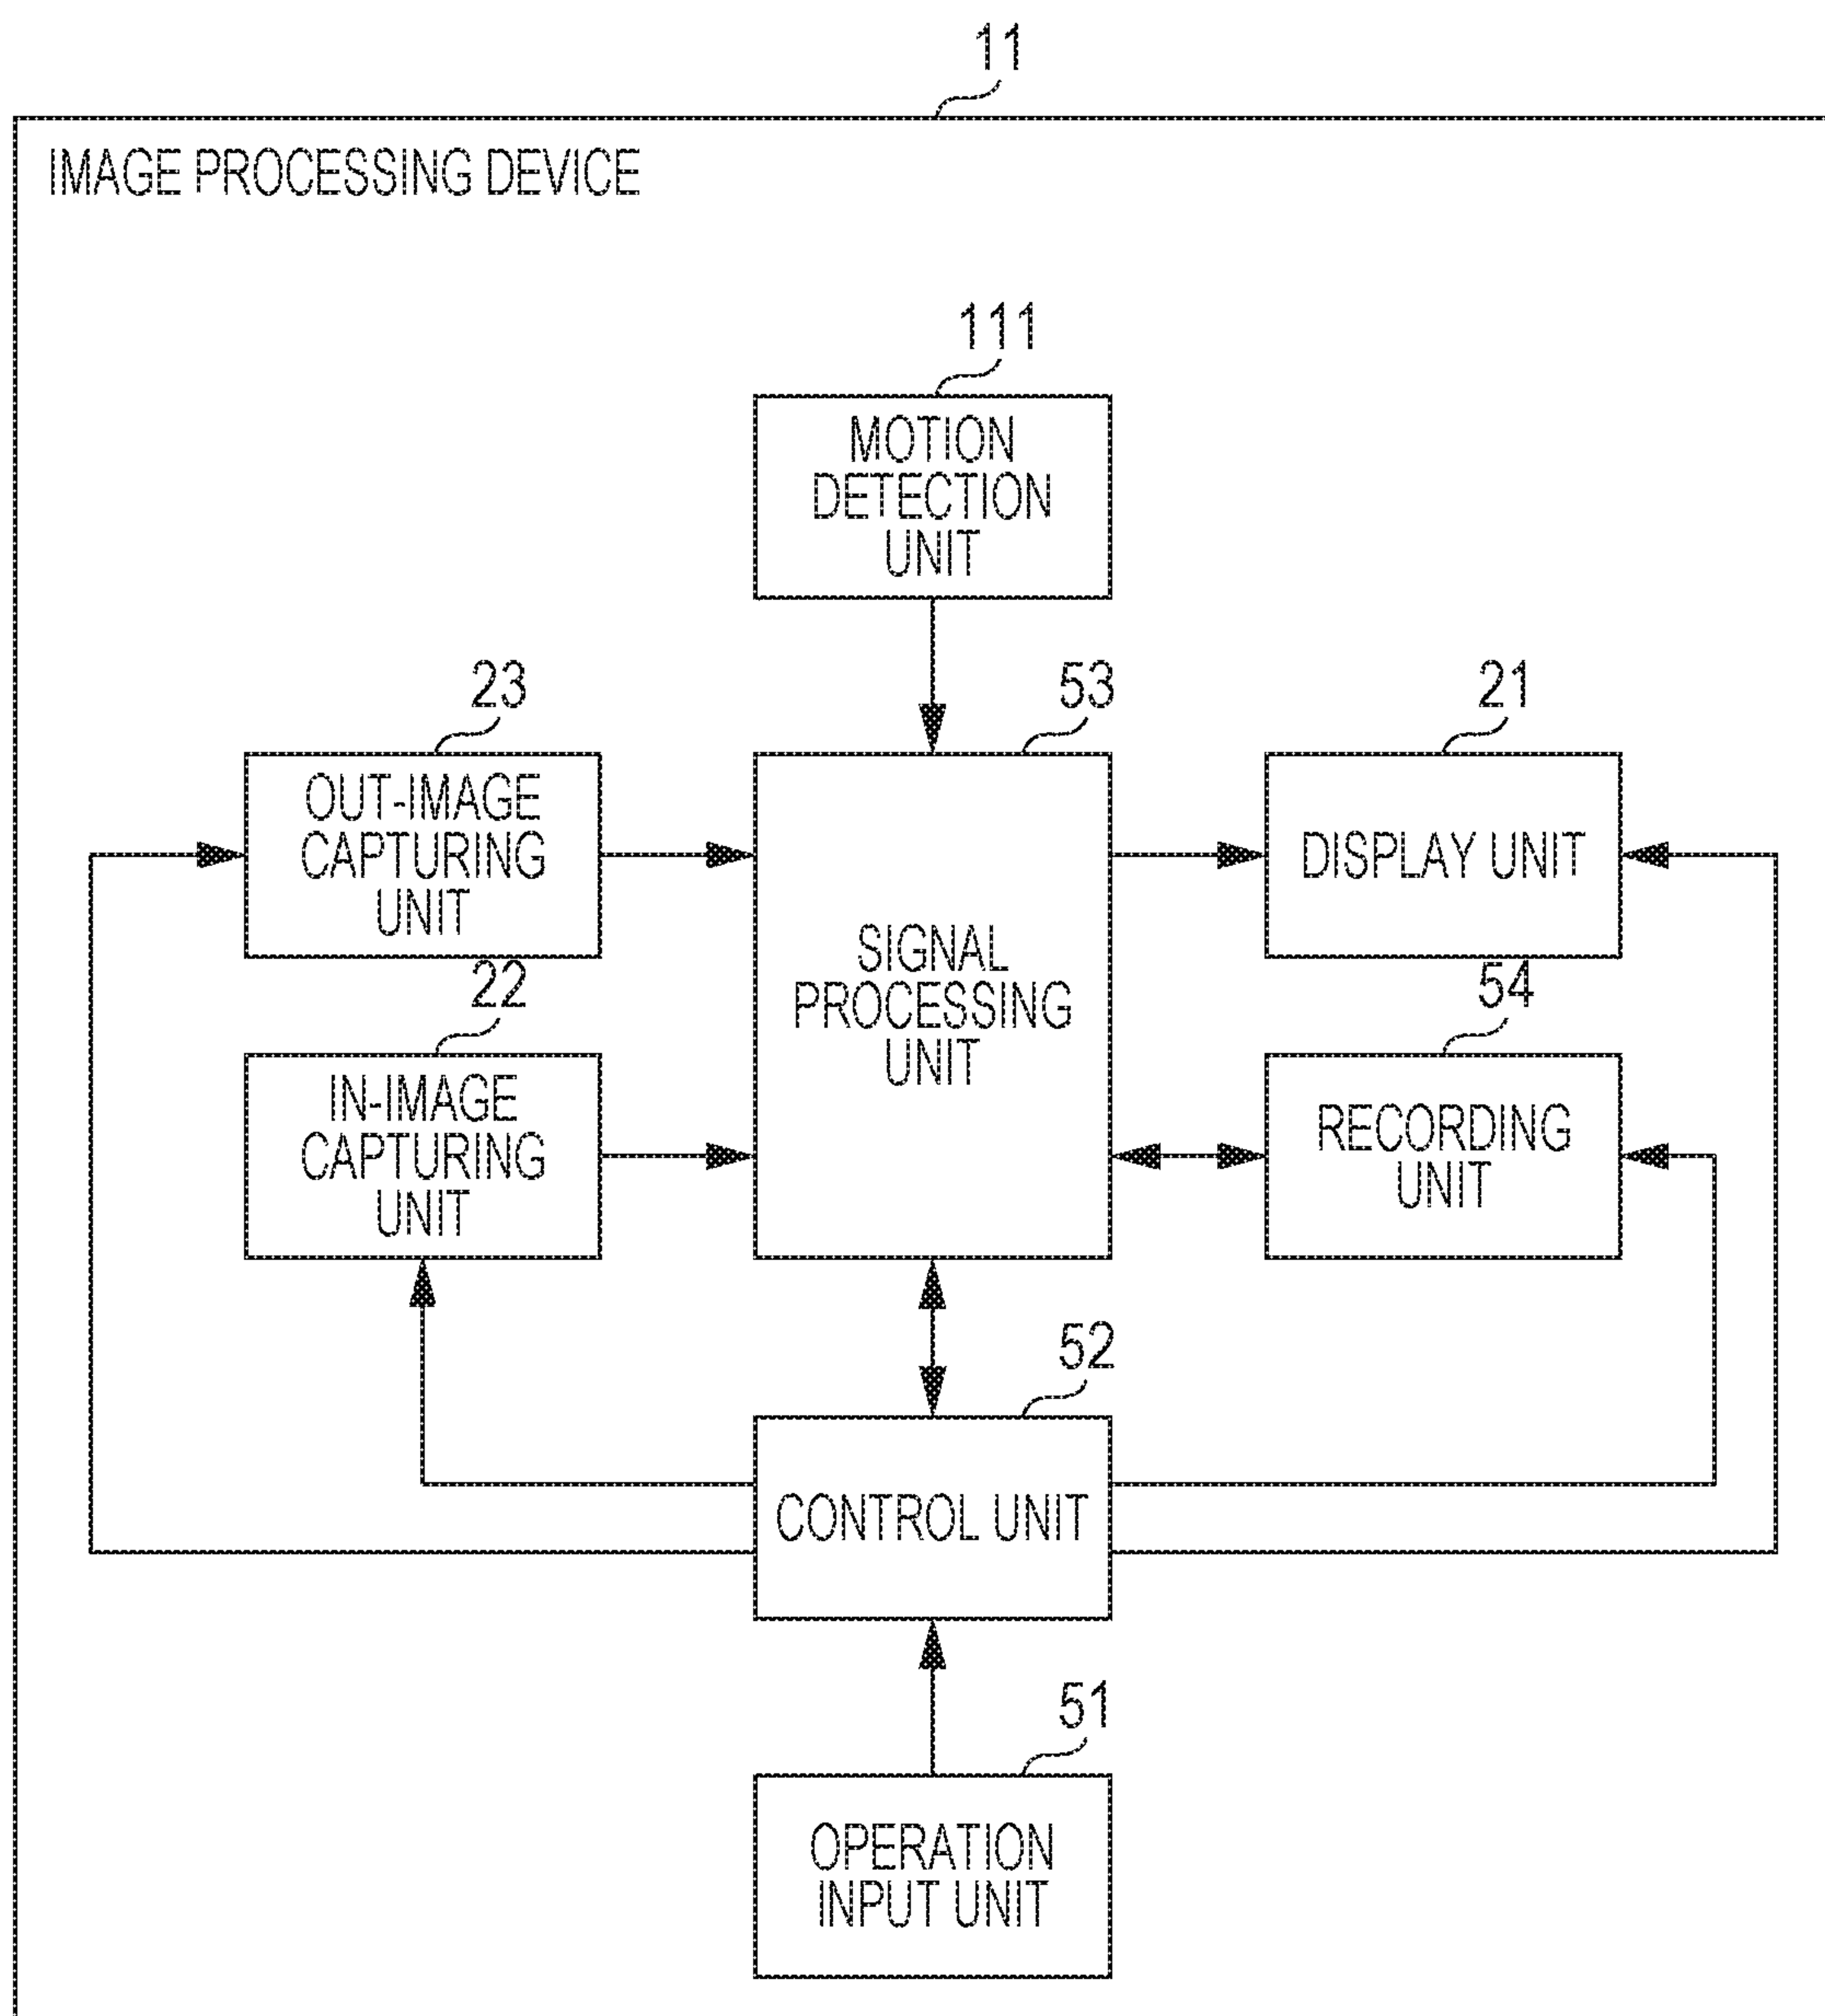 11
IMAGE PROCESSING DEVICE
111
MOTION
DETECTION
UNIT
23
OUT-IMAGE
CAPTURING
UNIT
53
SIGNAL
PROCESSING
UNIT
21
DISPLAY UNIT
22
IN-IMAGE
CAPTURING
UNIT
54
RECORDING
UNIT
52
CONTROL UNIT
51
OPERATION
INPUT UNIT